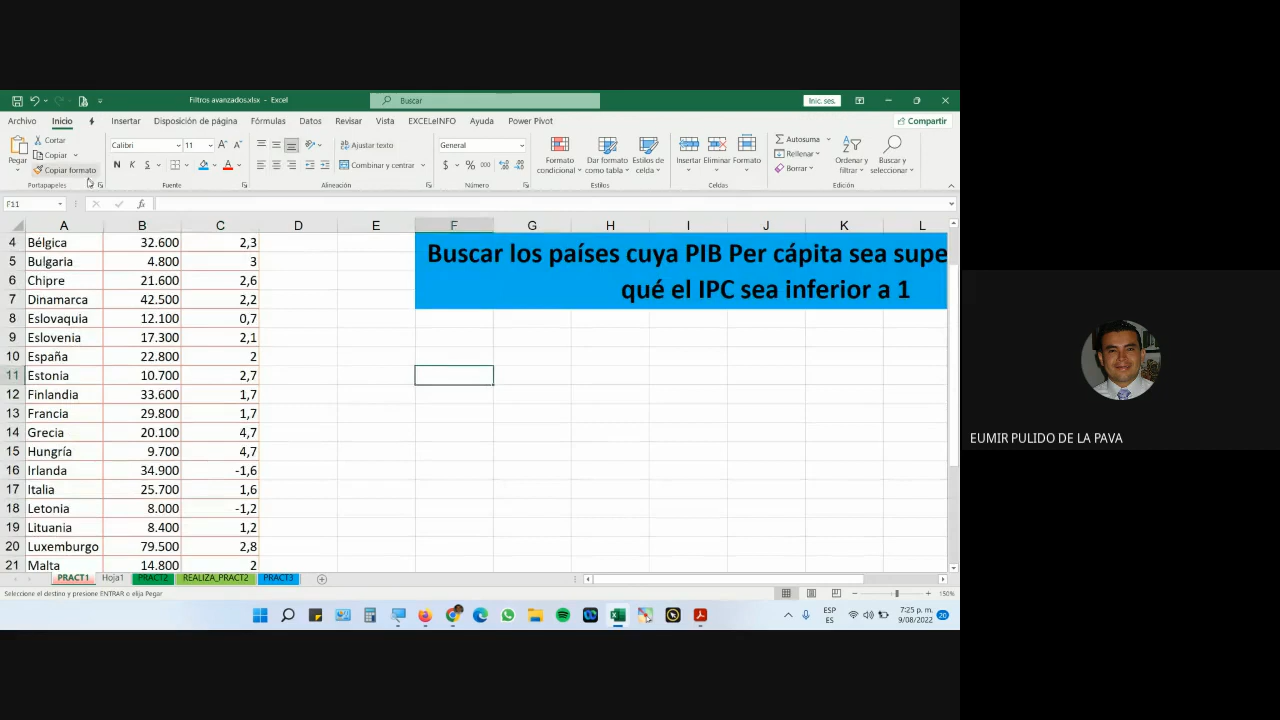 Filtros avanzados.xlsx - Excel
Buscar
Inic. ses.
Archivo Inicio Insertar Disposición de página Fórmulas Datos Revisar Vista EXCELeINFO Ayuda Power Pivot Compartir
Pegar
Cortar
Copiar
Copiar formato
Portapapeles
Calibri 11
N K S
Fuente
Ajustar texto
Combinar y centrar
Alineación
General
$ % 000
Número
Formato condicional
Dar formato como tabla
Estilos de celda
Estilos
Insertar Eliminar Formato
Celdas
Autosuma
Rellenar
Borrar
Ordenar y filtrar
Buscar y seleccionar
Edición
F11
A B C D E F G H I J K L
4 Bélgica 32.600 2,3
5 Bulgaria 4.800 3
6 Chipre 21.600 2,6
7 Dinamarca 42.500 2,2
8 Eslovaquia 12.100 0,7
9 Eslovenia 17.300 2,1
10 España 22.800 2
11 Estonia 10.700 2,7
12 Finlandia 33.600 1,7
13 Francia 29.800 1,7
14 Grecia 20.100 4,7
15 Hungría 9.700 4,7
16 Irlanda 34.900 -1,6
17 Italia 25.700 1,6
18 Letonia 8.000 -1,2
19 Lituania 8.400 1,2
20 Luxemburgo 79.500 2,8
21 Malta 14.800 2
Buscar los países cuya PIB Per cápita sea supe
qué el IPC sea inferior a 1
PRACT1 Hoja1 PRACT2 REALIZA_PRACT2 PRACT3
Seleccione el destino y presione ENTRAR o elija Pegar
150%
ESP
ES
7:25 p. m.
9/08/2022
20
EUMIR PULIDO DE LA PAVA